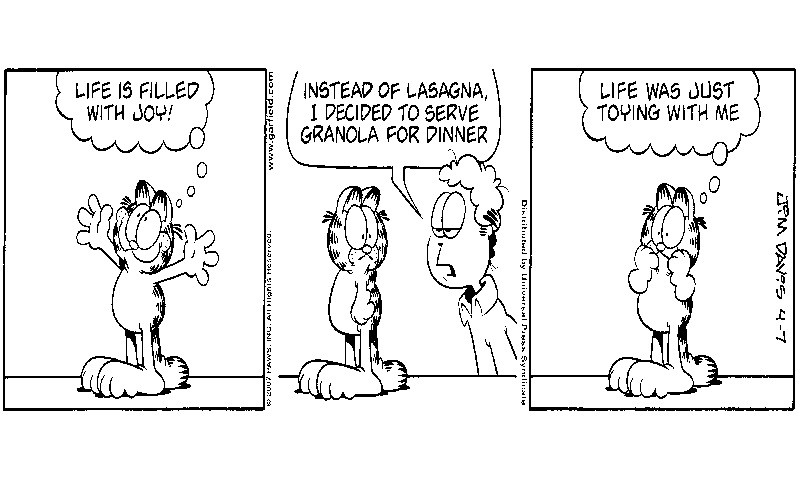 LIFE IS FILLED
WITH JOY!
www.garfield.com
© 2007 PAWS, INC. All Rights Reserved.
INSTEAD OF LASAGNA,
I DECIDED TO SERVE
GRANOLA FOR DINNER
Distributed by Universal Press Syndicate
LIFE WAS JUST
TOYING WITH ME
JIM DAVIS 4-7